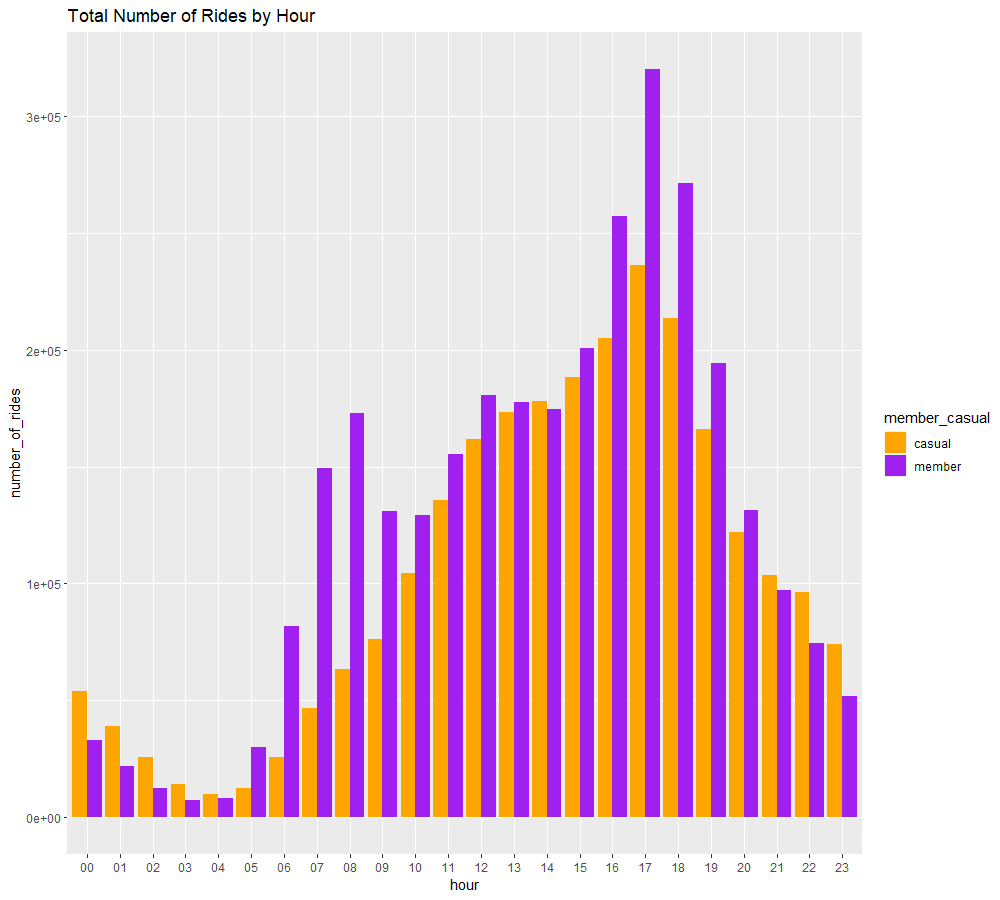 Total Number of Rides by Hour
3e+05
2e+05
1e+05
0e+00
number_of_rides
00 01 02 03 04 05 06 07 08 09 10 11 12 13 14 15 16 17 18 19 20 21 22 23
hour
member_casual
casual
member